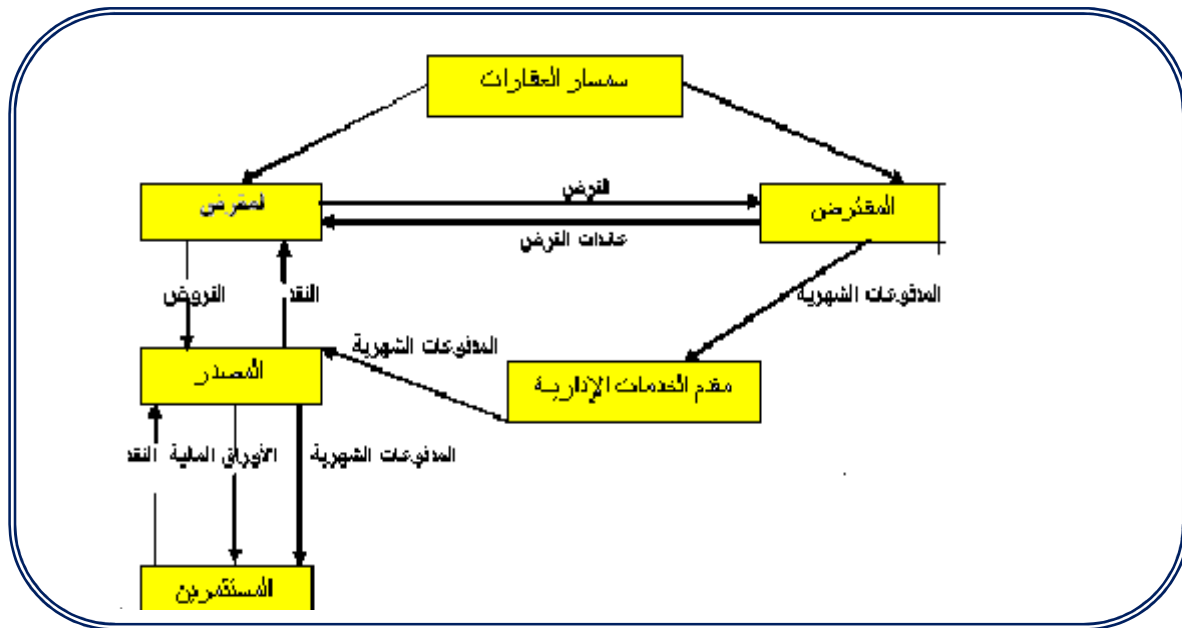 سمسار العقارات
المقترض
القرض
المقرض
عائدات القرض
المدفوعات الشهرية
النقد
القروض
المدفوعات الشهرية
مقدم الخدمات الإدارية
المصدر
المدفوعات الشهرية
الأوراق المالية
النقد
المستثمرين